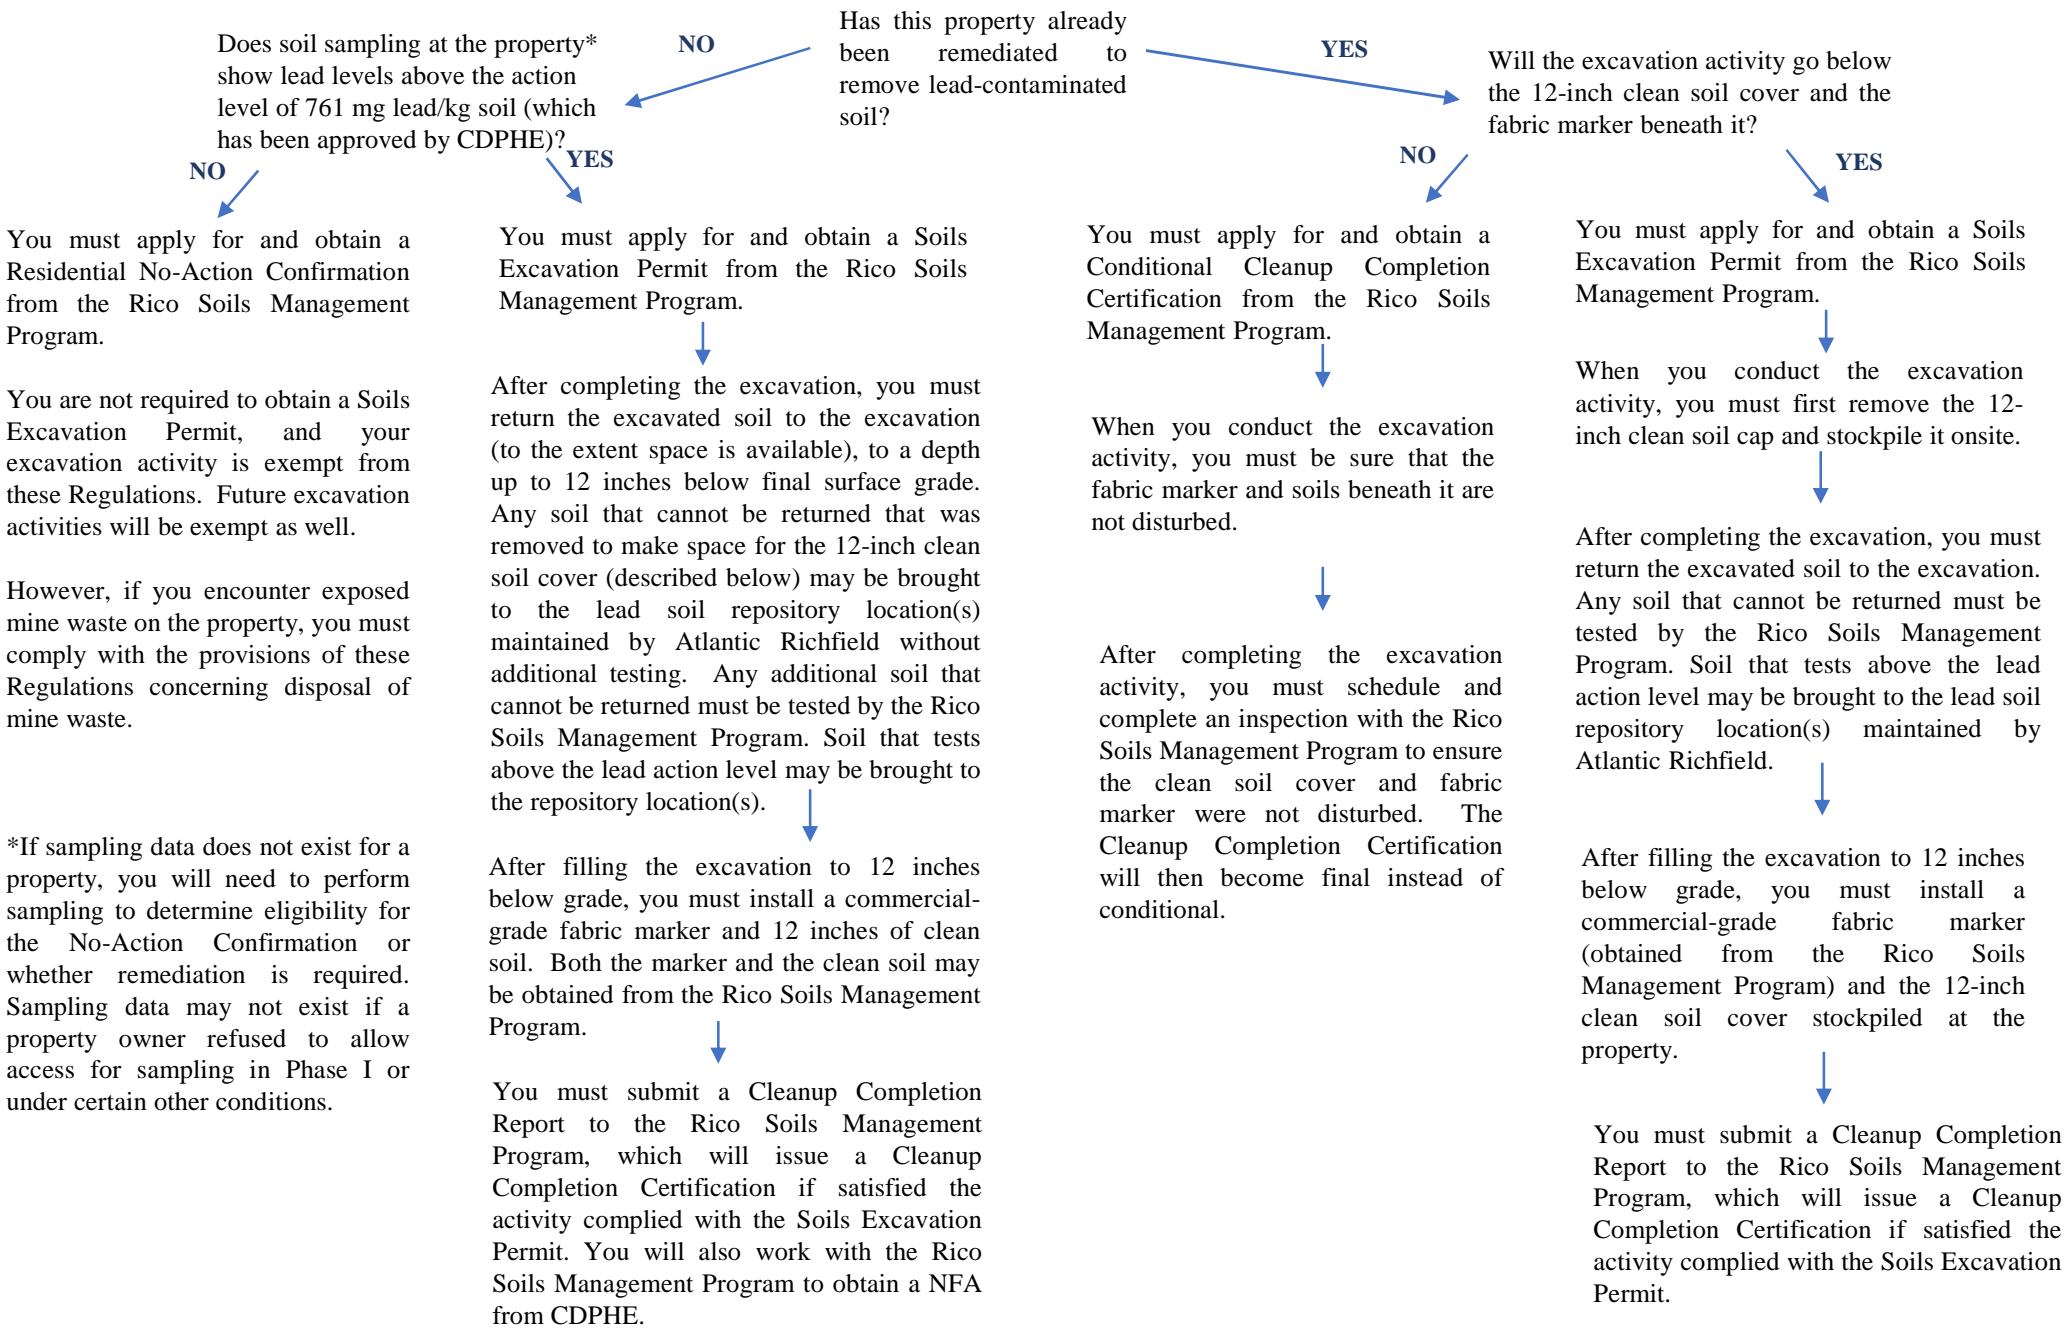 Has this property already
been remediated to
remove lead-contaminated
soil?
NO
YES
Does soil sampling at the property*
show lead levels above the action
level of 761 mg lead/kg soil (which
has been approved by CDPHE)?
NO
YES
Will the excavation activity go below
the 12-inch clean soil cover and the
fabric marker beneath it?
NO
YES
You must apply for and obtain a
Residential No-Action Confirmation
from the Rico Soils Management
Program.
You are not required to obtain a Soils
Excavation Permit, and your
excavation activity is exempt from
these Regulations. Future excavation
activities will be exempt as well.
However, if you encounter exposed
mine waste on the property, you must
comply with the provisions of these
Regulations concerning disposal of
mine waste.
*If sampling data does not exist for a
property, you will need to perform
sampling to determine eligibility for
the No-Action Confirmation or
whether remediation is required.
Sampling data may not exist if a
property owner refused to allow
access for sampling in Phase I or
under certain other conditions.
You must apply for and obtain a Soils
Excavation Permit from the Rico Soils
Management Program.
After completing the excavation, you must
return the excavated soil to the excavation
(to the extent space is available), to a depth
up to 12 inches below final surface grade.
Any soil that cannot be returned that was
removed to make space for the 12-inch clean
soil cover (described below) may be brought
to the lead soil repository location(s)
maintained by Atlantic Richfield without
additional testing. Any additional soil that
cannot be returned must be tested by the Rico
Soils Management Program. Soil that tests
above the lead action level may be brought to
the repository location(s).
After filling the excavation to 12 inches
below grade, you must install a commercial-
grade fabric marker and 12 inches of clean
soil. Both the marker and the clean soil may
be obtained from the Rico Soils Management
Program.
You must submit a Cleanup Completion
Report to the Rico Soils Management
Program, which will issue a Cleanup
Completion Certification if satisfied the
activity complied with the Soils Excavation
Permit. You will also work with the Rico
Soils Management Program to obtain a NFA
from CDPHE.
You must apply for and obtain a
Conditional Cleanup Completion
Certification from the Rico Soils
Management Program.
When you conduct the excavation
activity, you must be sure that the
fabric marker and soils beneath it are
not disturbed.
After completing the excavation
activity, you must schedule and
complete an inspection with the Rico
Soils Management Program to ensure
the clean soil cover and fabric
marker were not disturbed. The
Cleanup Completion Certification
will then become final instead of
conditional.
You must apply for and obtain a Soils
Excavation Permit from the Rico Soils
Management Program.
When you conduct the excavation
activity, you must first remove the 12-
inch clean soil cap and stockpile it onsite.
After completing the excavation, you must
return the excavated soil to the excavation.
Any soil that cannot be returned must be
tested by the Rico Soils Management
Program. Soil that tests above the lead
action level may be brought to the lead soil
repository location(s) maintained by
Atlantic Richfield.
After filling the excavation to 12 inches
below grade, you must install a
commercial-grade fabric marker
(obtained from the Rico Soils
Management Program) and the 12-inch
clean soil cover stockpiled at the
property.
You must submit a Cleanup Completion
Report to the Rico Soils Management
Program, which will issue a Cleanup
Completion Certification if satisfied the
activity complied with the Soils Excavation
Permit.